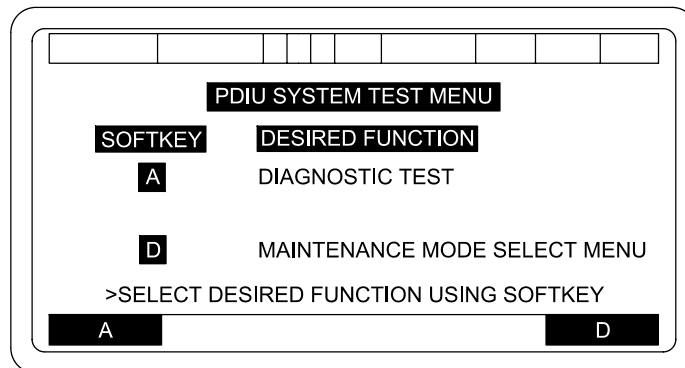 PDIU SYSTEM TEST MENU
SOFTKEY DESIRED FUNCTION
A DIAGNOSTIC TEST
D MAINTENANCE MODE SELECT MENU
>SELECT DESIRED FUNCTION USING SOFTKEY
A D